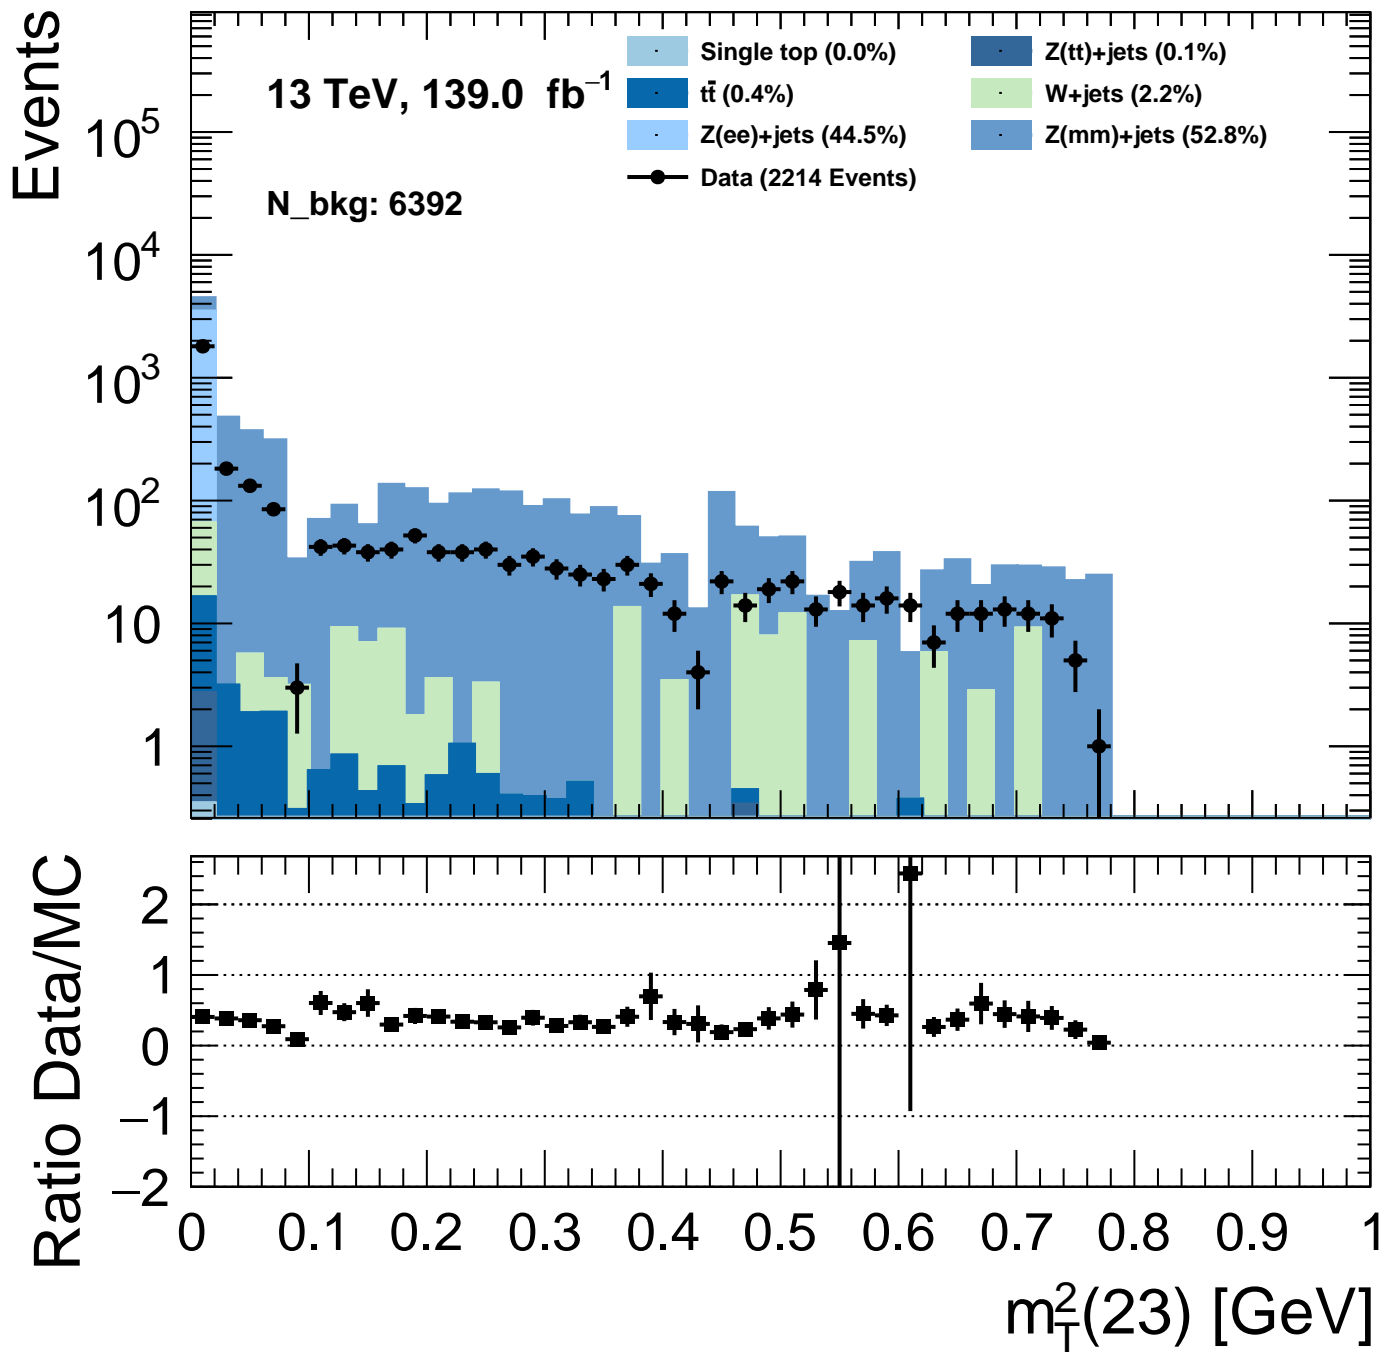 Events
13 TeV, 139.0 fb⁻¹
N_bkg: 6392
Single top (0.0%)
Z(tt)+jets (0.1%)
tt̄ (0.4%)
W+jets (2.2%)
Z(ee)+jets (44.5%)
Z(mm)+jets (52.8%)
Data (2214 Events)
10⁵
10⁴
10³
10²
10
1
Ratio Data/MC
2
1
0
−1
−2
0 0.1 0.2 0.3 0.4 0.5 0.6 0.7 0.8 0.9 1
m_T²(23) [GeV]